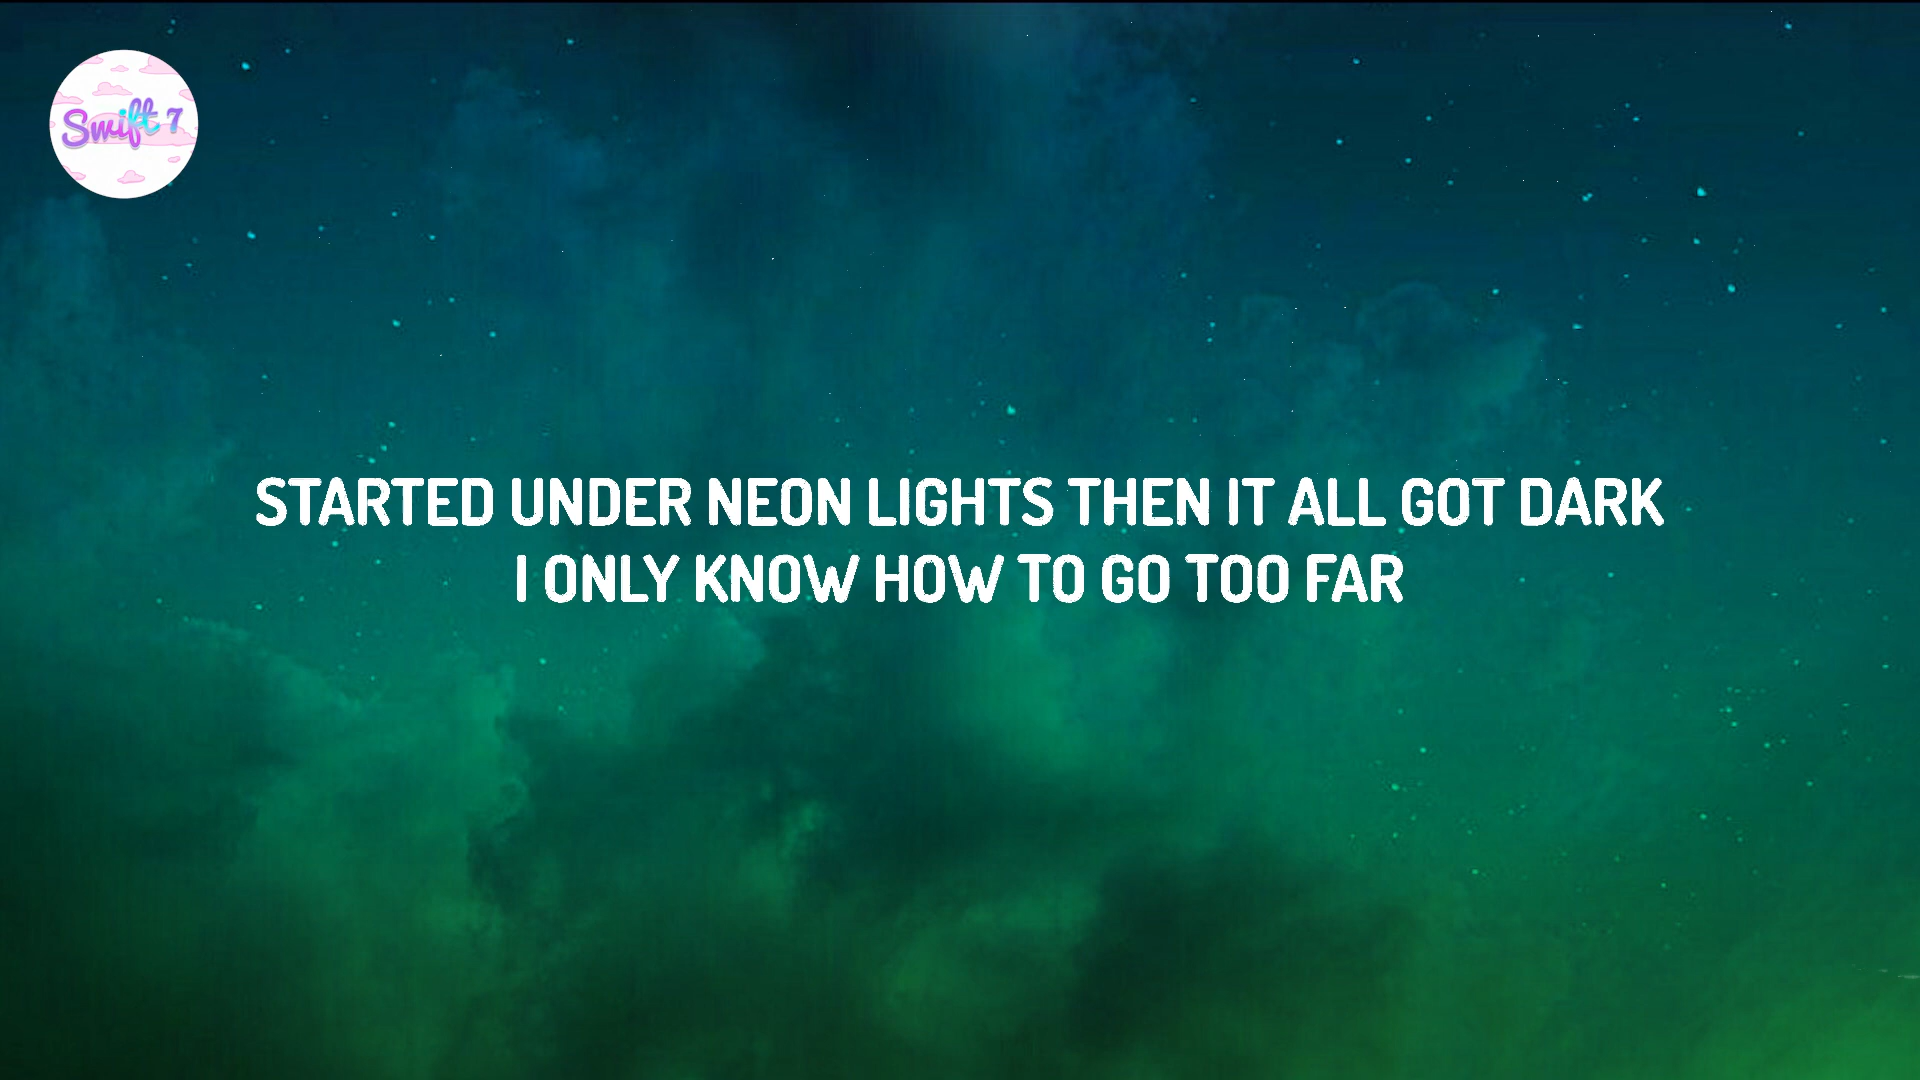 Swift 7
STARTED UNDER NEON LIGHTS THEN IT ALL GOT DARK
I ONLY KNOW HOW TO GO TOO FAR